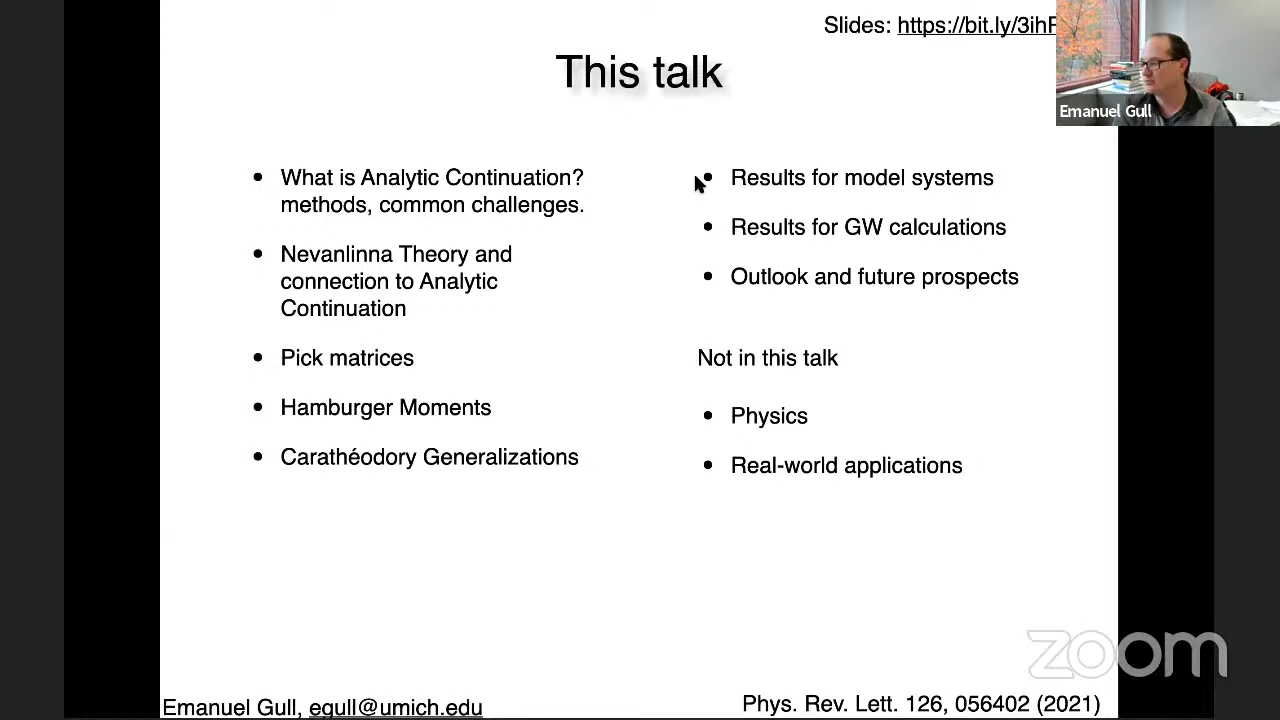 Slides: https://bit.ly/3ihF
This talk
Emanuel Gull
• What is Analytic Continuation?
methods, common challenges.
• Nevanlinna Theory and
connection to Analytic
Continuation
• Pick matrices
• Hamburger Moments
• Carathéodory Generalizations
• Results for model systems
• Results for GW calculations
• Outlook and future prospects
Not in this talk
• Physics
• Real-world applications
zoom
Emanuel Gull, egull@umich.edu
Phys. Rev. Lett. 126, 056402 (2021)